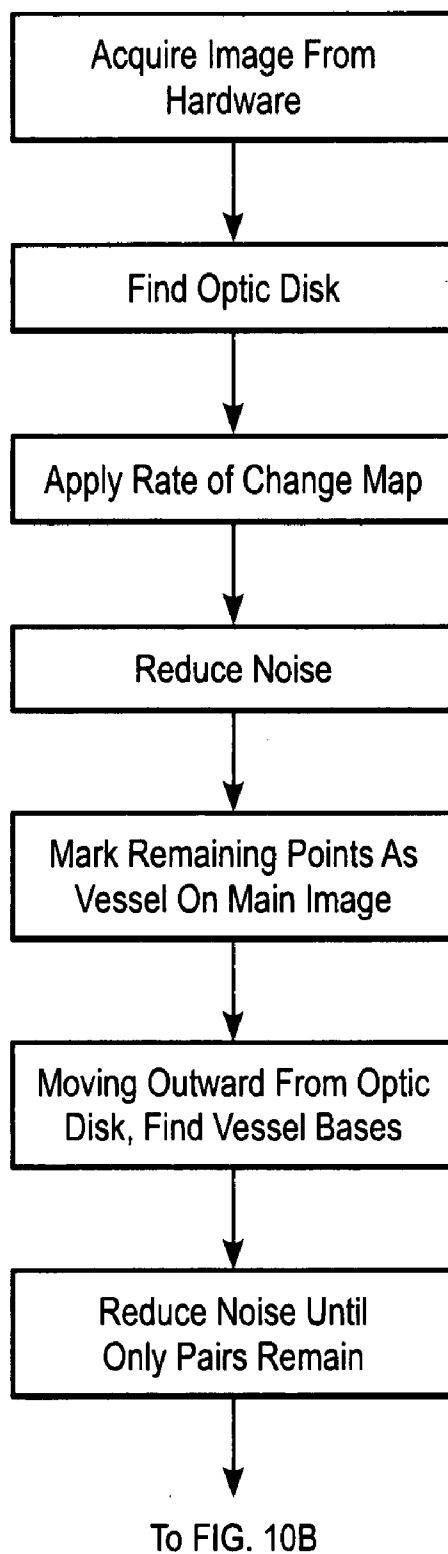 Acquire Image From
Hardware
Find Optic Disk
Apply Rate of Change Map
Reduce Noise
Mark Remaining Points As
Vessel On Main Image
Moving Outward From Optic
Disk, Find Vessel Bases
Reduce Noise Until
Only Pairs Remain
To FIG. 10B